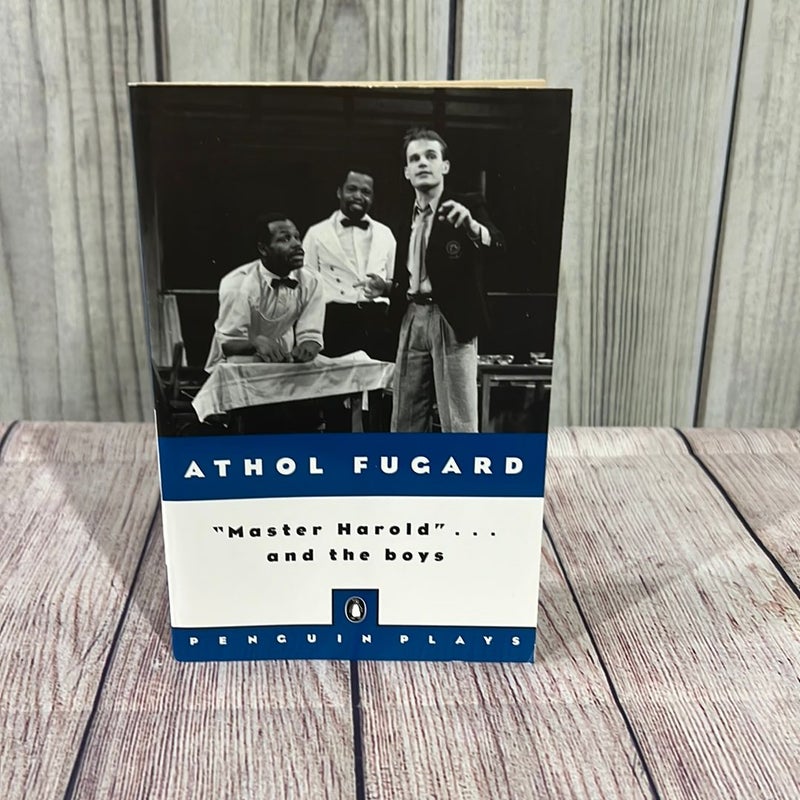 ATHOL FUGARD
"Master Harold" . . .
and the boys
PENGUIN PLAYS